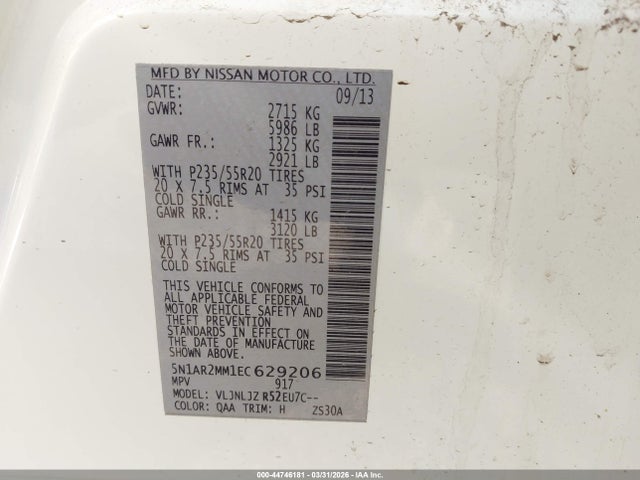 MFD BY NISSAN MOTOR CO., LTD.
DATE: 09/13
GVWR: 2715 KG
5986 LB
GAWR FR.: 1325 KG
2921 LB
WITH P235/55R20 TIRES
20 X 7.5 RIMS AT 35 PSI
COLD SINGLE
GAWR RR.: 1415 KG
3120 LB
WITH P235/55R20 TIRES
20 X 7.5 RIMS AT 35 PSI
COLD SINGLE
THIS VEHICLE CONFORMS TO
ALL APPLICABLE FEDERAL
MOTOR VEHICLE SAFETY AND
THEFT PREVENTION
STANDARDS IN EFFECT ON
THE DATE OF MANUFACTURE
SHOWN ABOVE.
5N1AR2MM1EC629206
MPV 917
MODEL: VLJNLJZ R52EU7C--
COLOR: QAA TRIM: H ZS30A
000-44746181 - 03/31/2026 - IAA Inc.